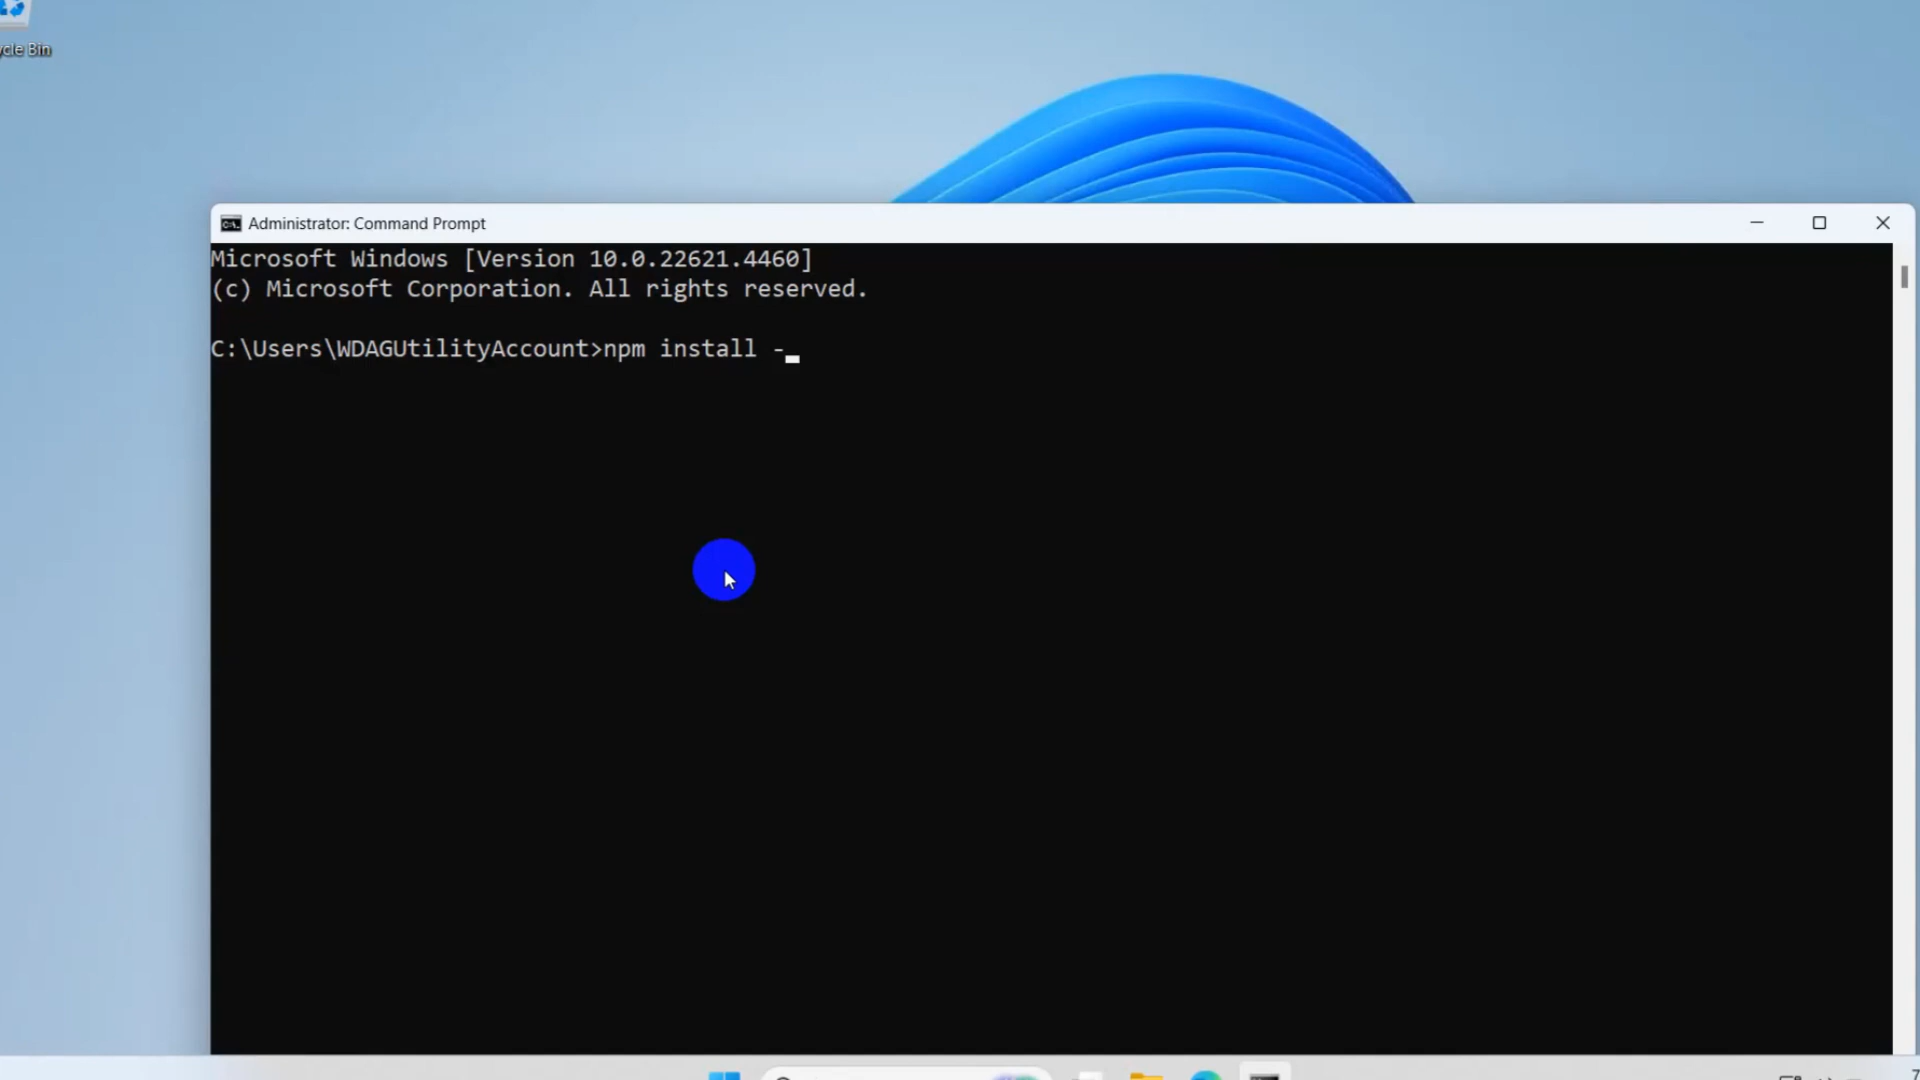 ycle Bin
Administrator: Command Prompt
Microsoft Windows [Version 10.0.22621.4460]
(c) Microsoft Corporation. All rights reserved.
C:\Users\WDAGUtilityAccount>npm install -